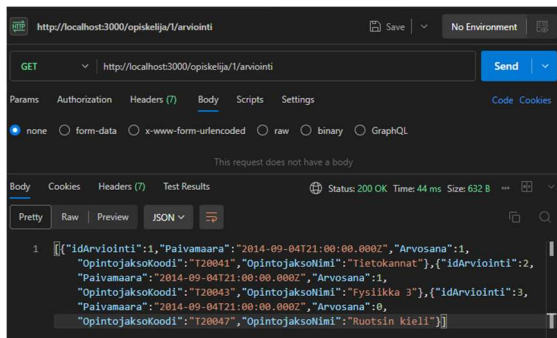 HTTP http://localhost:3000/opiskelija/1/arviointi Save No Environment
GET http://localhost:3000/opiskelija/1/arviointi Send
Params Authorization Headers (7) Body Scripts Settings Code Cookies
none form-data x-www-form-urlencoded raw binary GraphQL
This request does not have a body
Body Cookies Headers (7) Test Results Status: 200 OK Time: 44 ms Size: 632 B
Pretty Raw Preview JSON
1 [{"idArviointi":1,"Paivamaara":"2014-09-04T21:00:00.000Z","Arvosana":1,
"OpintojaksoKoodi":"T20041","OpintojaksoNimi":"Tietokannat"},{"idArviointi":2,
"Paivamaara":"2014-09-04T21:00:00.000Z","Arvosana":1,
"OpintojaksoKoodi":"T20043","OpintojaksoNimi":"Fysiikka 3"},{"idArviointi":3,
"Paivamaara":"2014-09-04T21:00:00.000Z","Arvosana":0,
"OpintojaksoKoodi":"T20047","OpintojaksoNimi":"Ruotsin kieli"}]